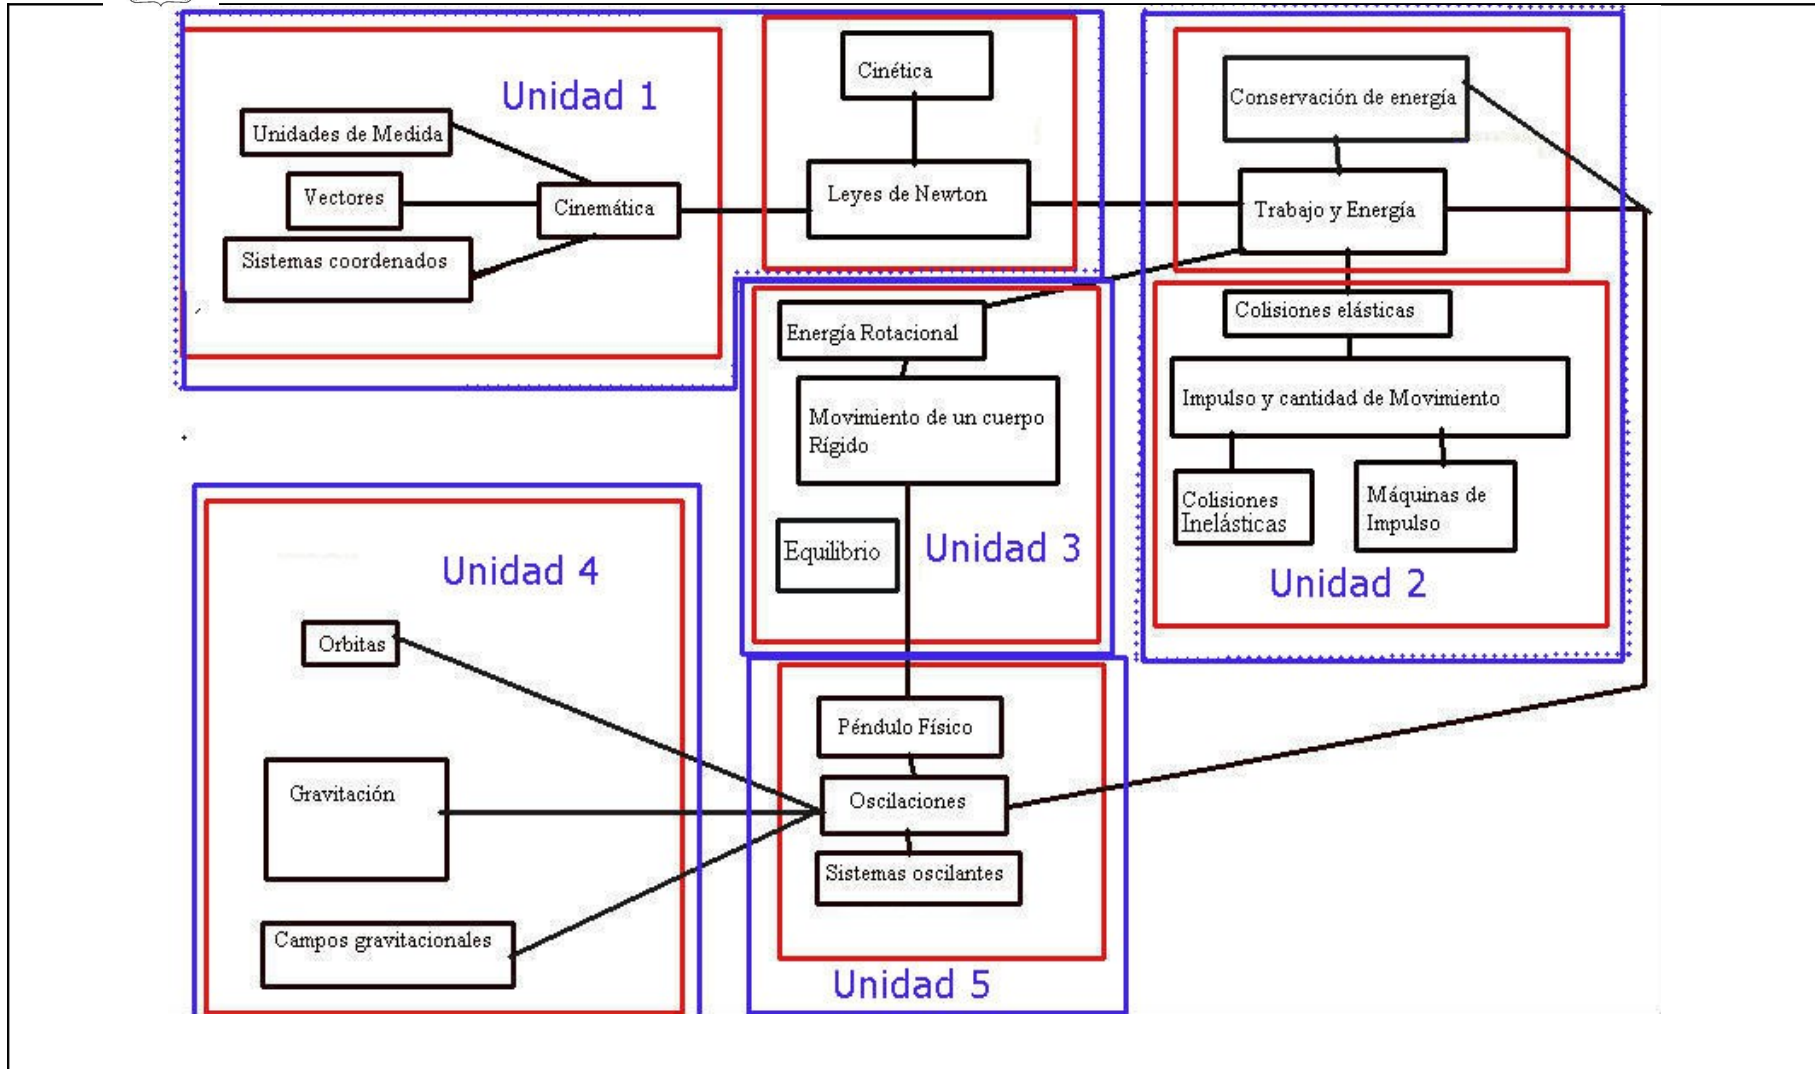 Unidad 1
Unidades de Medida
Vectores
Cinemática
Sistemas coordenados
Cinética
Leyes de Newton
Conservación de energía
Trabajo y Energía
Colisiones elásticas
Impulso y cantidad de Movimiento
Colisiones
Inelásticas
Máquinas de
Impulso
Unidad 2
Energía Rotacional
Movimiento de un cuerpo
Rígido
Equilibrio
Unidad 3
Unidad 4
Orbitas
Gravitación
Campos gravitacionales
Péndulo Físico
Oscilaciones
Sistemas oscilantes
Unidad 5